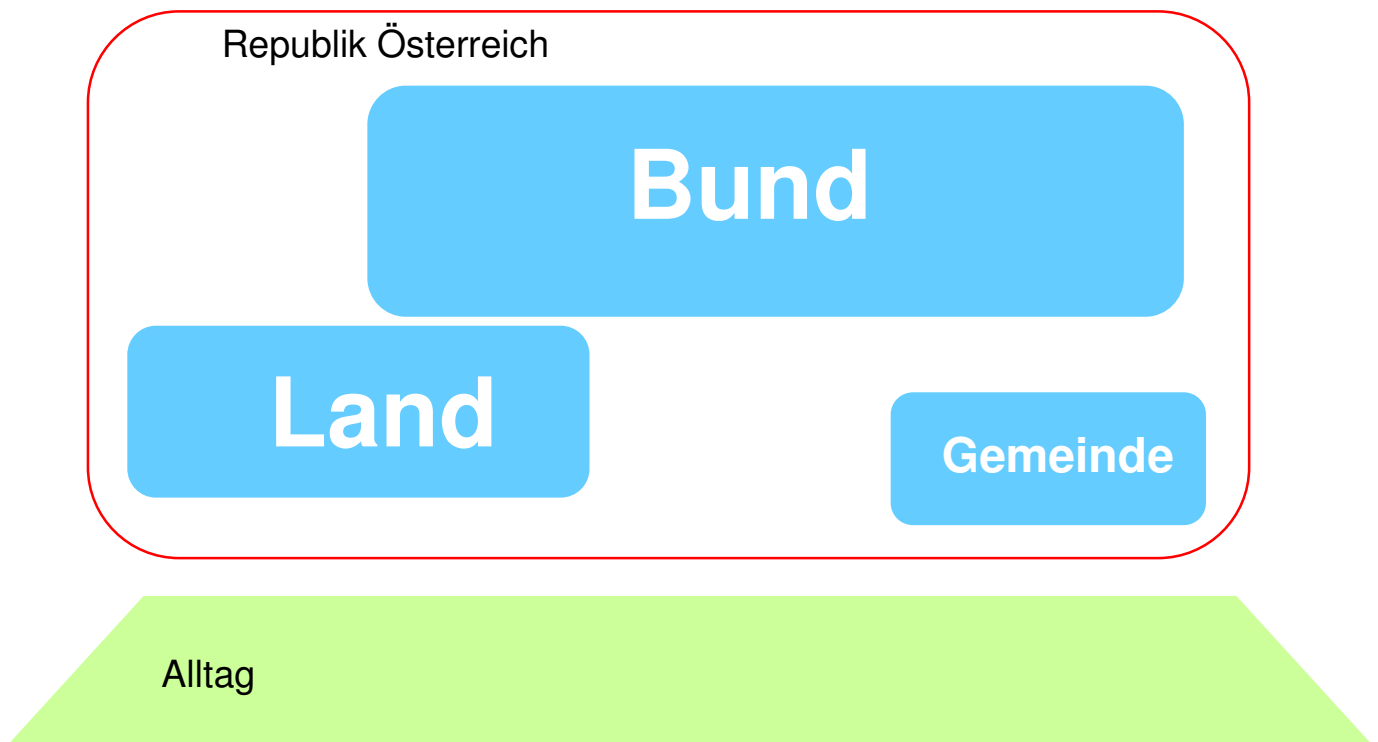 Republik Österreich
Bund
Land
Gemeinde
Alltag